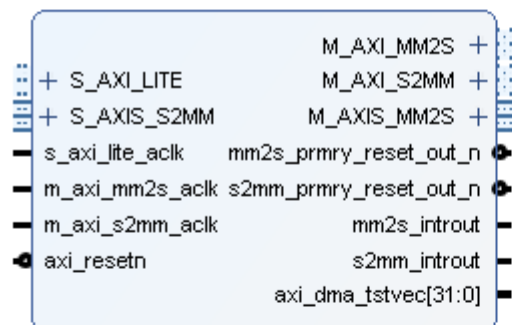 M_AXI_MM2S +
+ S_AXI_LITE M_AXI_S2MM +
+ S_AXIS_S2MM M_AXIS_MM2S +
s_axi_lite_aclk mm2s_prmry_reset_out_n
m_axi_mm2s_aclk s2mm_prmry_reset_out_n
m_axi_s2mm_aclk mm2s_introut
axi_resetn s2mm_introut
axi_dma_tstvec[31:0]